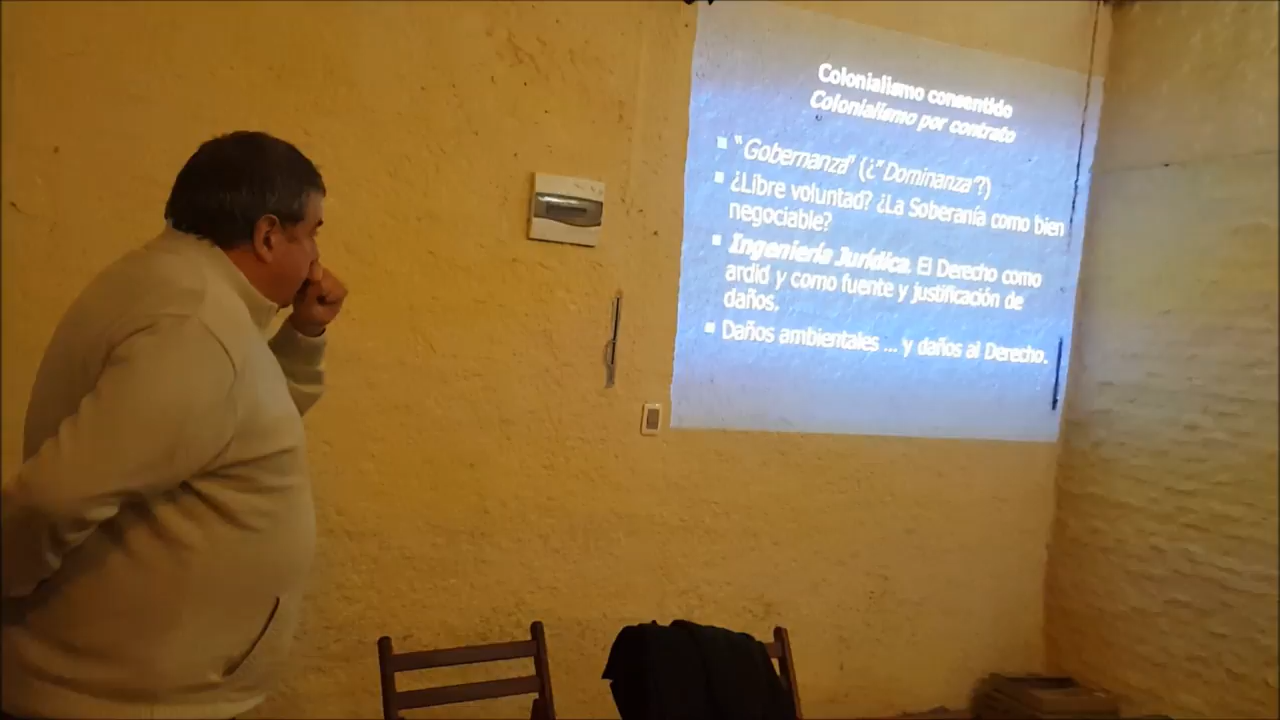 Colonialismo consentido
Colonialismo por contrato
"Gobernanza" (¿"Dominanza"?)
¿Libre voluntad? ¿La Soberanía como bien
negociable?
Ingeniería Jurídica. El Derecho como
ardid y como fuente y justificación de
daños.
Daños ambientales ... y daños al Derecho.